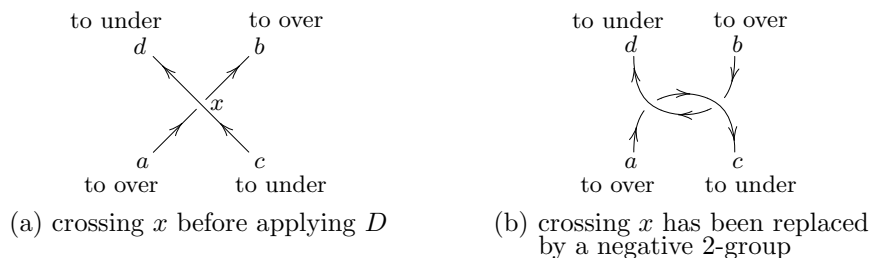 to under to over
d b
x
a c
to over to under
(a) crossing x before applying D
to under to over
d b
a c
to over to under
(b) crossing x has been replaced
by a negative 2-group